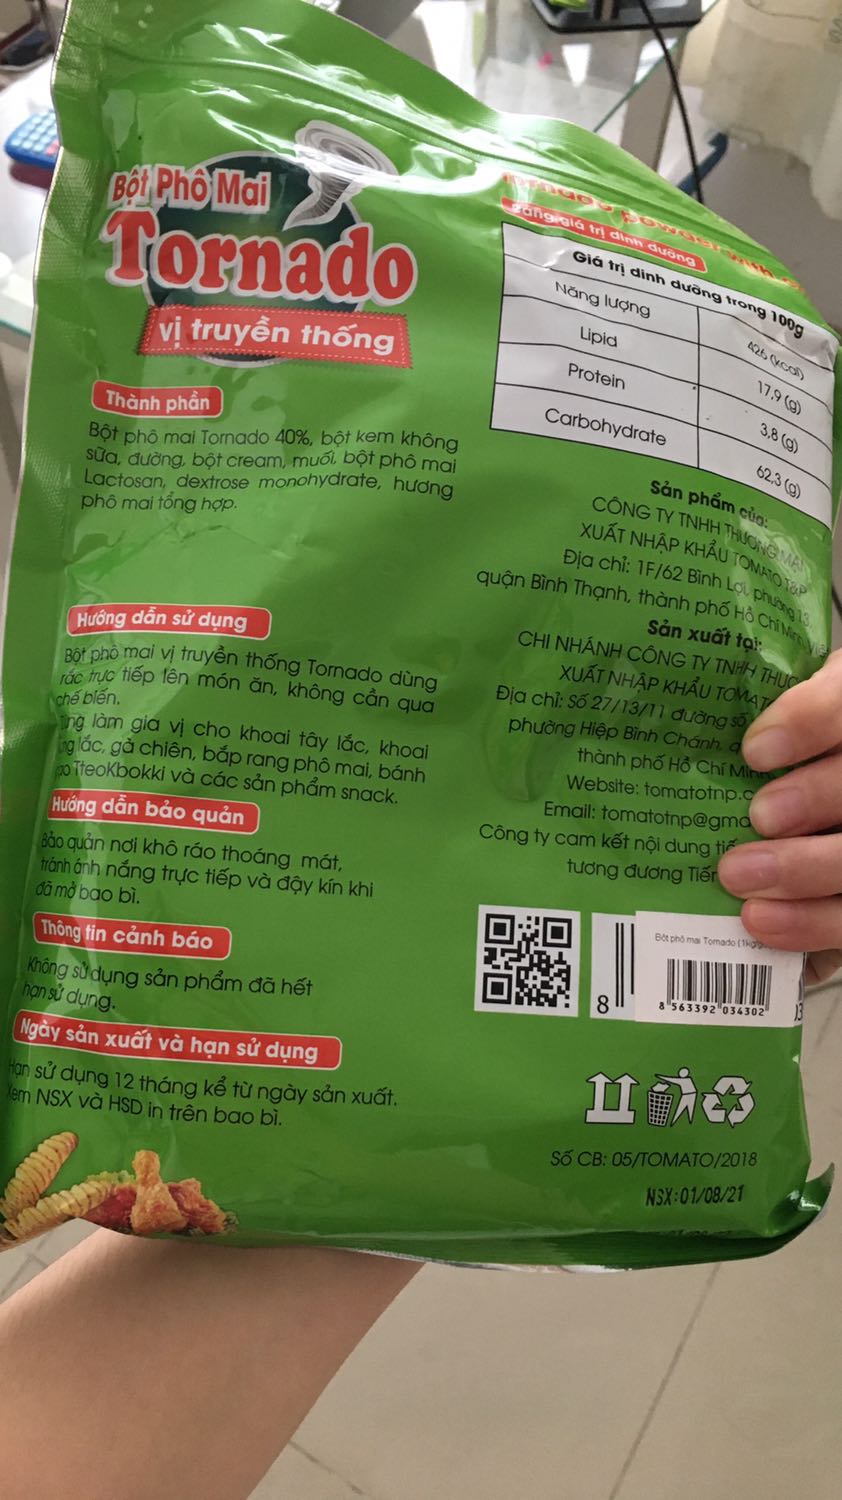 Bột Phô Mai
Tornado
vị truyền thống
Thành phần
Bột phô mai Tornado 40%, bột kem không
sữa, đường, bột cream, muối, bột phô mai
Lactosan, dextrose monohydrate, hương
phô mai tổng hợp.
Hướng dẫn sử dụng
Bột phô mai vị truyền thống Tornado dùng
rắc trực tiếp lên món ăn, không cần qua
chế biến.
làm gia vị cho khoai tây lắc, khoai
lắc, gà chiên, bắp rang phô mai, bánh
TteoKbokki và các sản phẩm snack.
Hướng dẫn bảo quản
Bảo quản nơi khô ráo thoáng mát,
tránh ánh nắng trực tiếp và đậy kín khi
đã mở bao bì.
Thông tin cảnh báo
Không sử dụng sản phẩm đã hết
hạn sử dụng.
Ngày sản xuất và hạn sử dụng
Hạn sử dụng 12 tháng kể từ ngày sản xuất.
Xem NSX và HSD in trên bao bì.
powder with
Bảng giá trị dinh dưỡng
Giá trị dinh dưỡng trong 100g
Năng lượng 426 (kcal)
Lipid 17,9 (g)
Protein 3,8 (g)
Carbohydrate 62,3 (g)
Sản phẩm của:
CÔNG TY TNHH THƯƠNG MẠI
XUẤT NHẬP KHẨU TOMATO T&P
Địa chỉ: 1F/62 Bình Lợi, phường 13,
quận Bình Thạnh, thành phố Hồ Chí Minh,
Sản xuất tại:
CHI NHÁNH CÔNG TY TNHH
XUẤT NHẬP KHẨU
Địa chỉ: Số 27/13/11 đường số
phường Hiệp Bình Chánh,
thành phố Hồ Chí
Website: tomatotnp.c
Email: tomatotnp@gma
Công ty cam kết nội dung
tương đương
8
Bột phô mai Tornado (1kg
8 563392 034302
Số CB: 05/TOMATO/2018
NSX:01/08/21